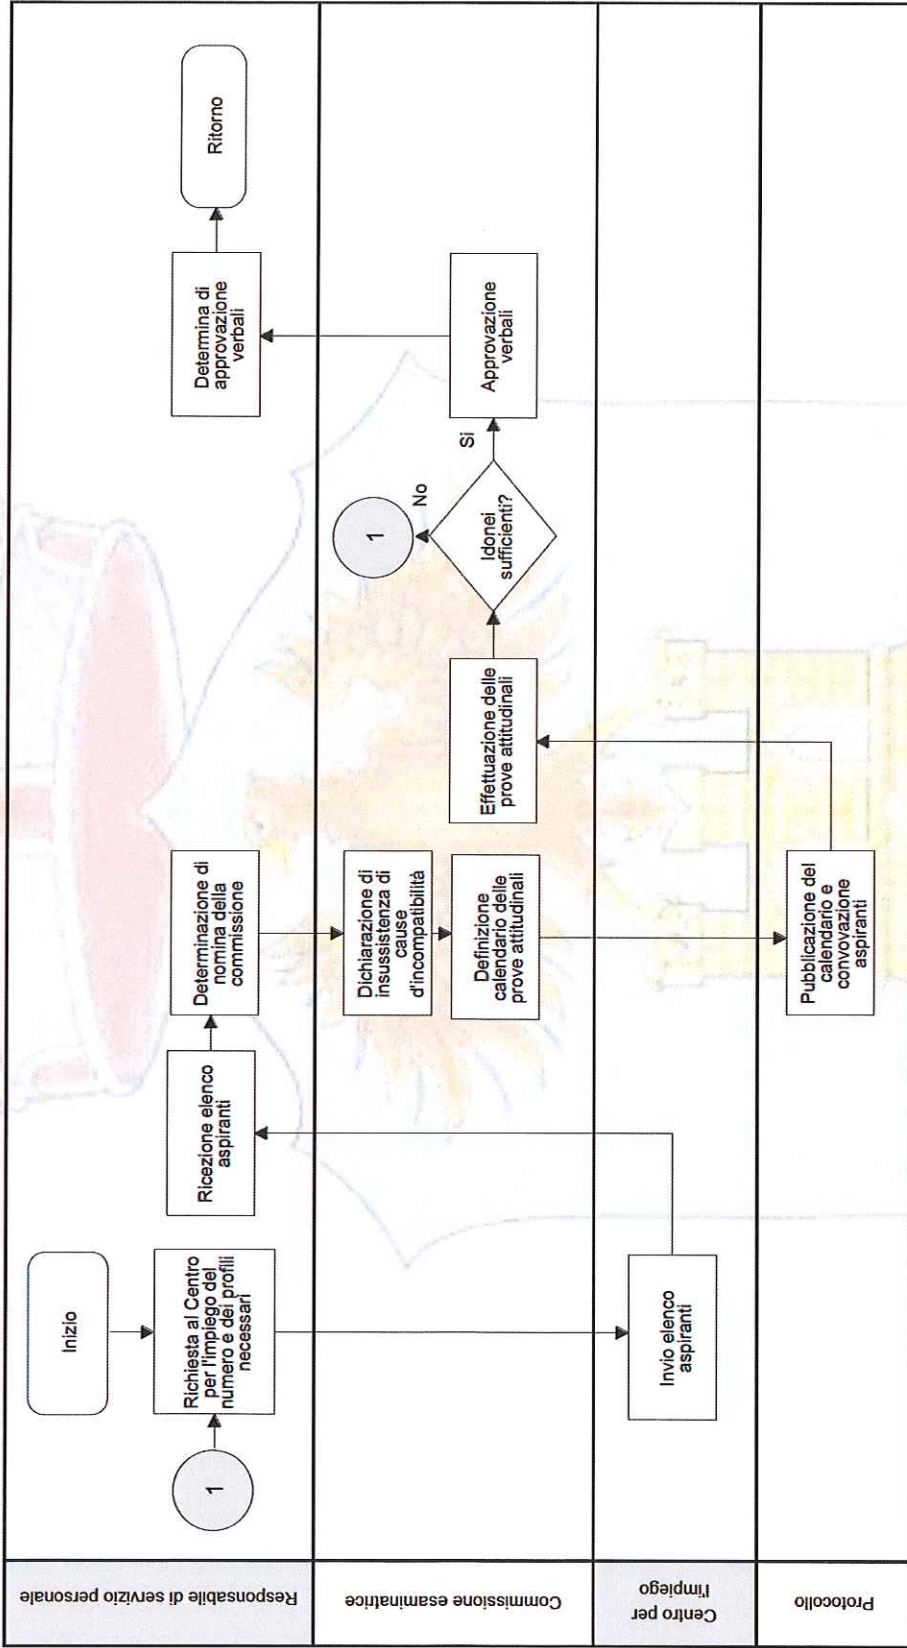 Responsabile di servizio personale
Inizio
1
Richiesta al Centro
per l'impiego del
numero e dei profili
necessari
Ricezione elenco
aspiranti
Determinazione di
nomina della
commissione
Determina di
approvazione
verbali
Ritorno
Commissione esaminatrice
Dichiarazione di
insussistenza di
cause
d'incompatibilità
Definizione
calendario delle
prove attitudinali
Effettuazione delle
prove attitudinali
Idonei
sufficienti?
No
1
Si
Approvazione
verbali
Centro per
l'impiego
Invio elenco
aspiranti
Protocollo
Pubblicazione del
calendario e
convovazione
aspiranti